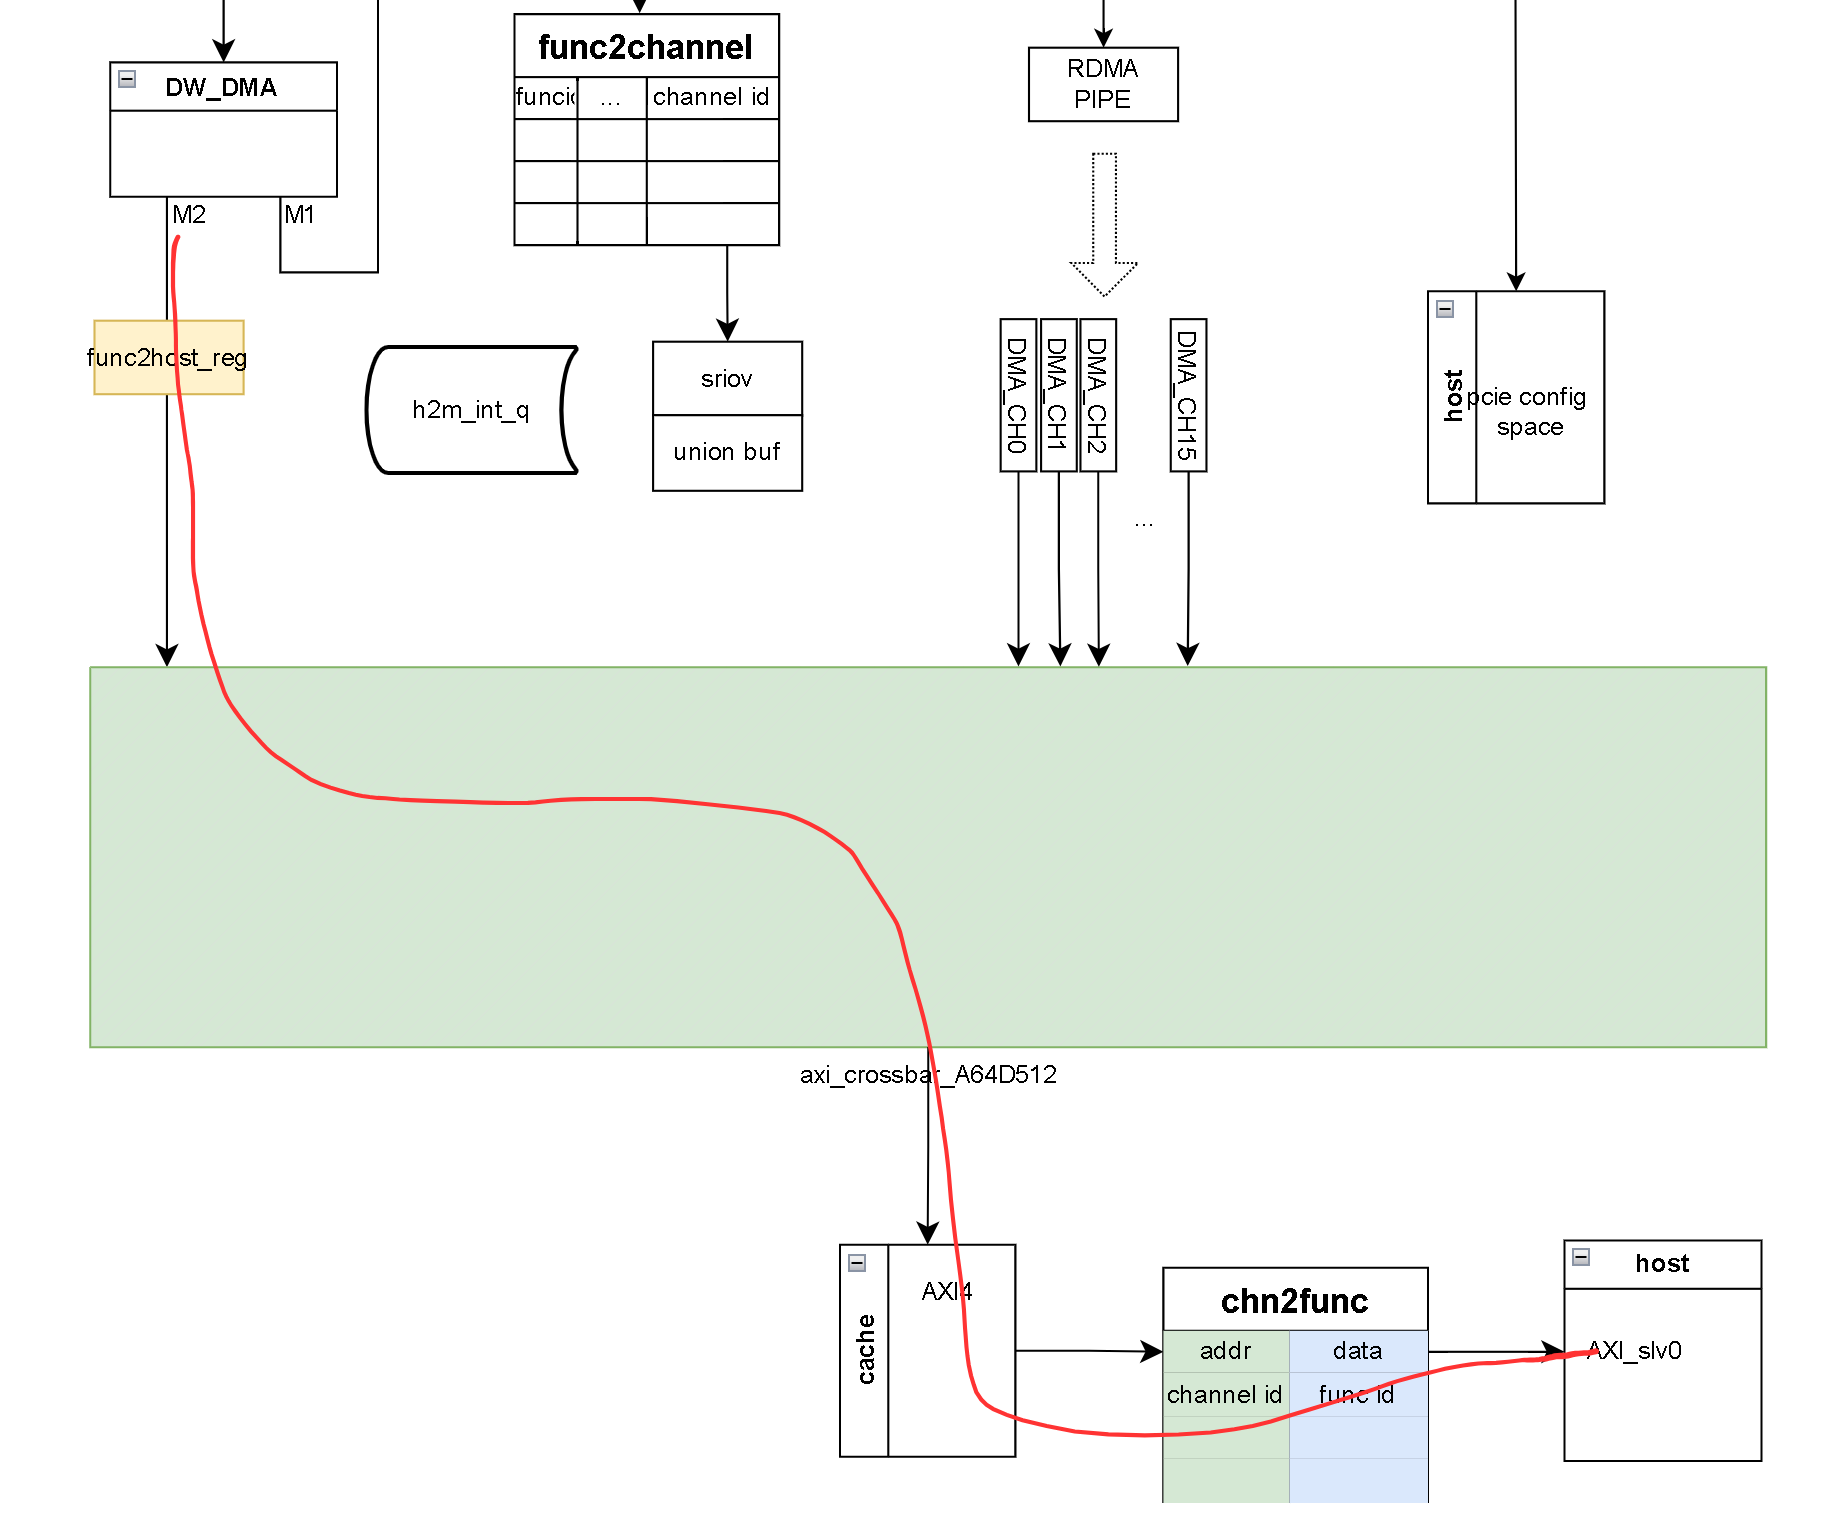 func2channel
DW_DMA
... channel id
RDMA
PIPE
M2 M1
func2host_reg
h2m_int_q
sriov
union buf
DMA_CH0
DMA_CH1
DMA_CH2
DMA_CH15
...
host
pcie config
space
axi_crossbar_A64D512
cache
AXI4
chn2func
addr data
channel id func id
host
AXI_slv0